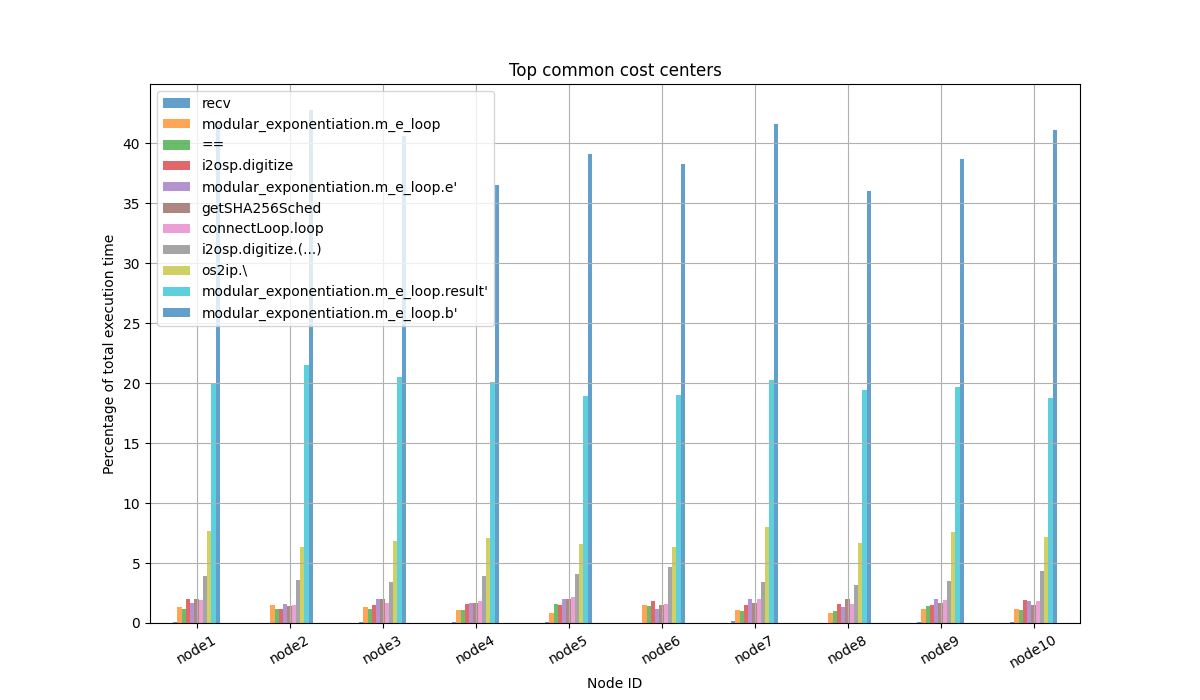 Top common cost centers
recv
modular_exponentiation.m_e_loop
==
i2osp.digitize
modular_exponentiation.m_e_loop.e'
getSHA256Sched
connectLoop.loop
i2osp.digitize.(...)
os2ip.\
modular_exponentiation.m_e_loop.result'
modular_exponentiation.m_e_loop.b'
Percentage of total execution time
40
35
30
25
20
15
10
5
0
node1 node2 node3 node4 node5 node6 node7 node8 node9 node10
Node ID